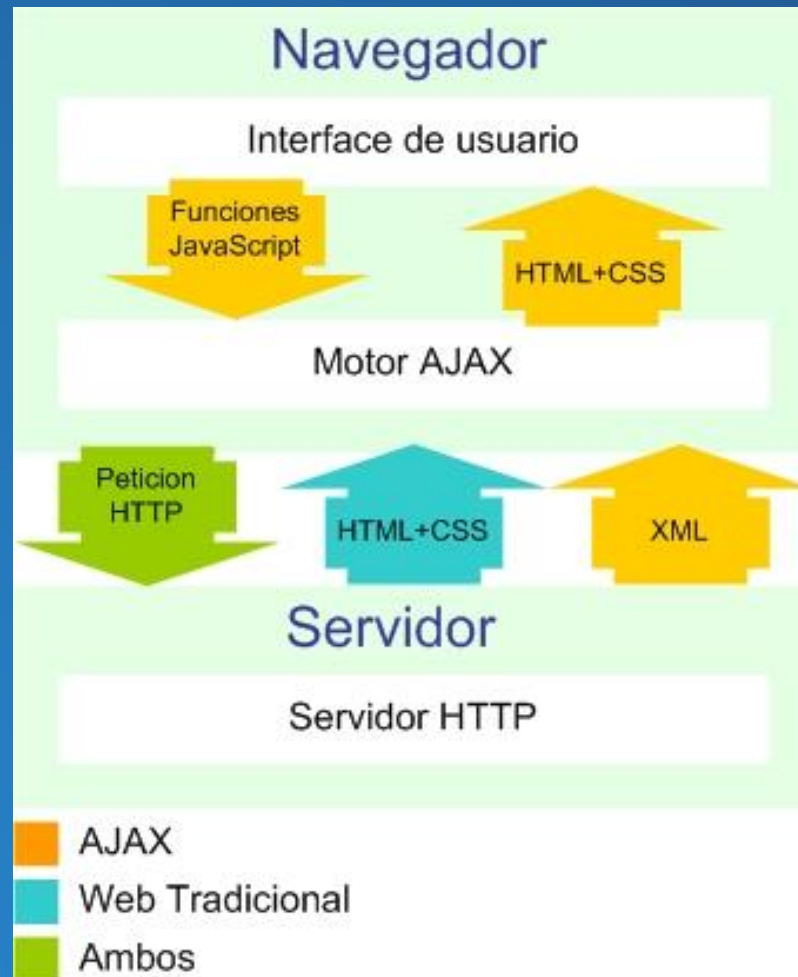 Navegador
Interface de usuario
Funciones
JavaScript
HTML+CSS
Motor AJAX
Peticion
HTTP
HTML+CSS
XML
Servidor
Servidor HTTP
AJAX
Web Tradicional
Ambos